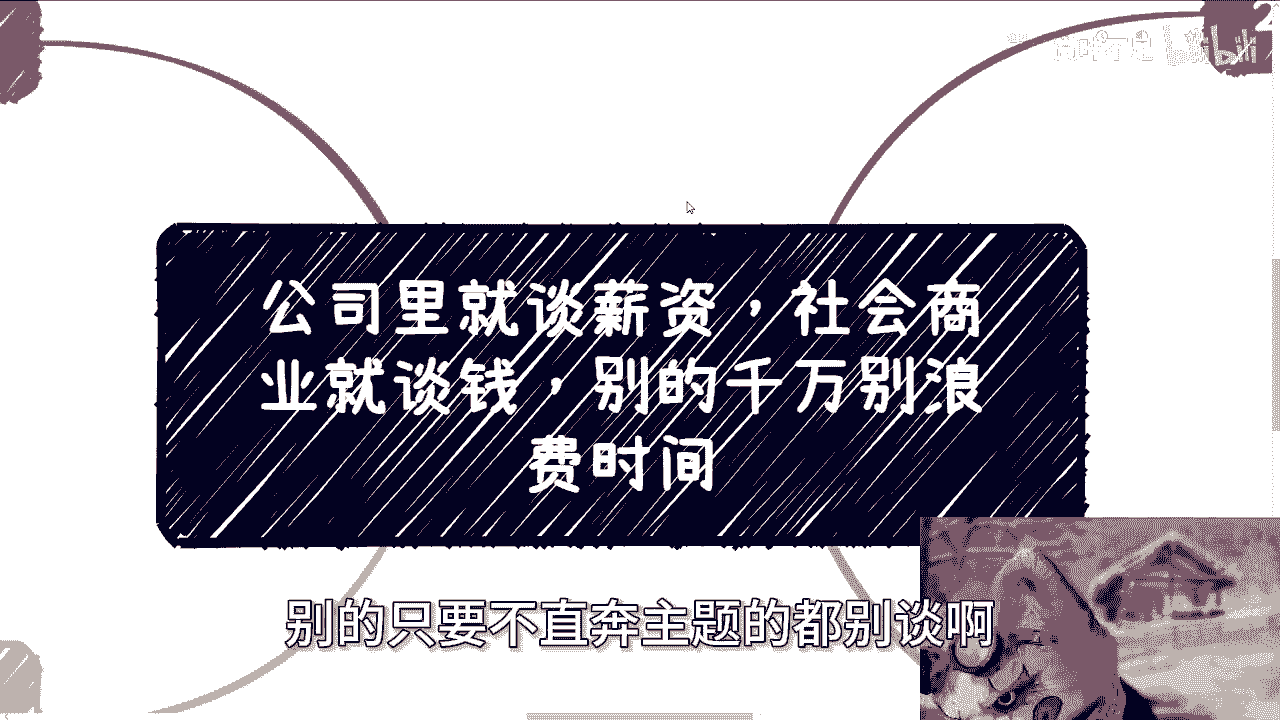 bilibili
公司里就谈薪资，社会商
业就谈钱，别的千万别浪
费时间
别的只要不直奔主题的都别谈啊